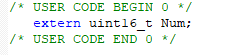 /* USER CODE BEGIN 0 */
extern uint16_t Num;
/* USER CODE END 0 */